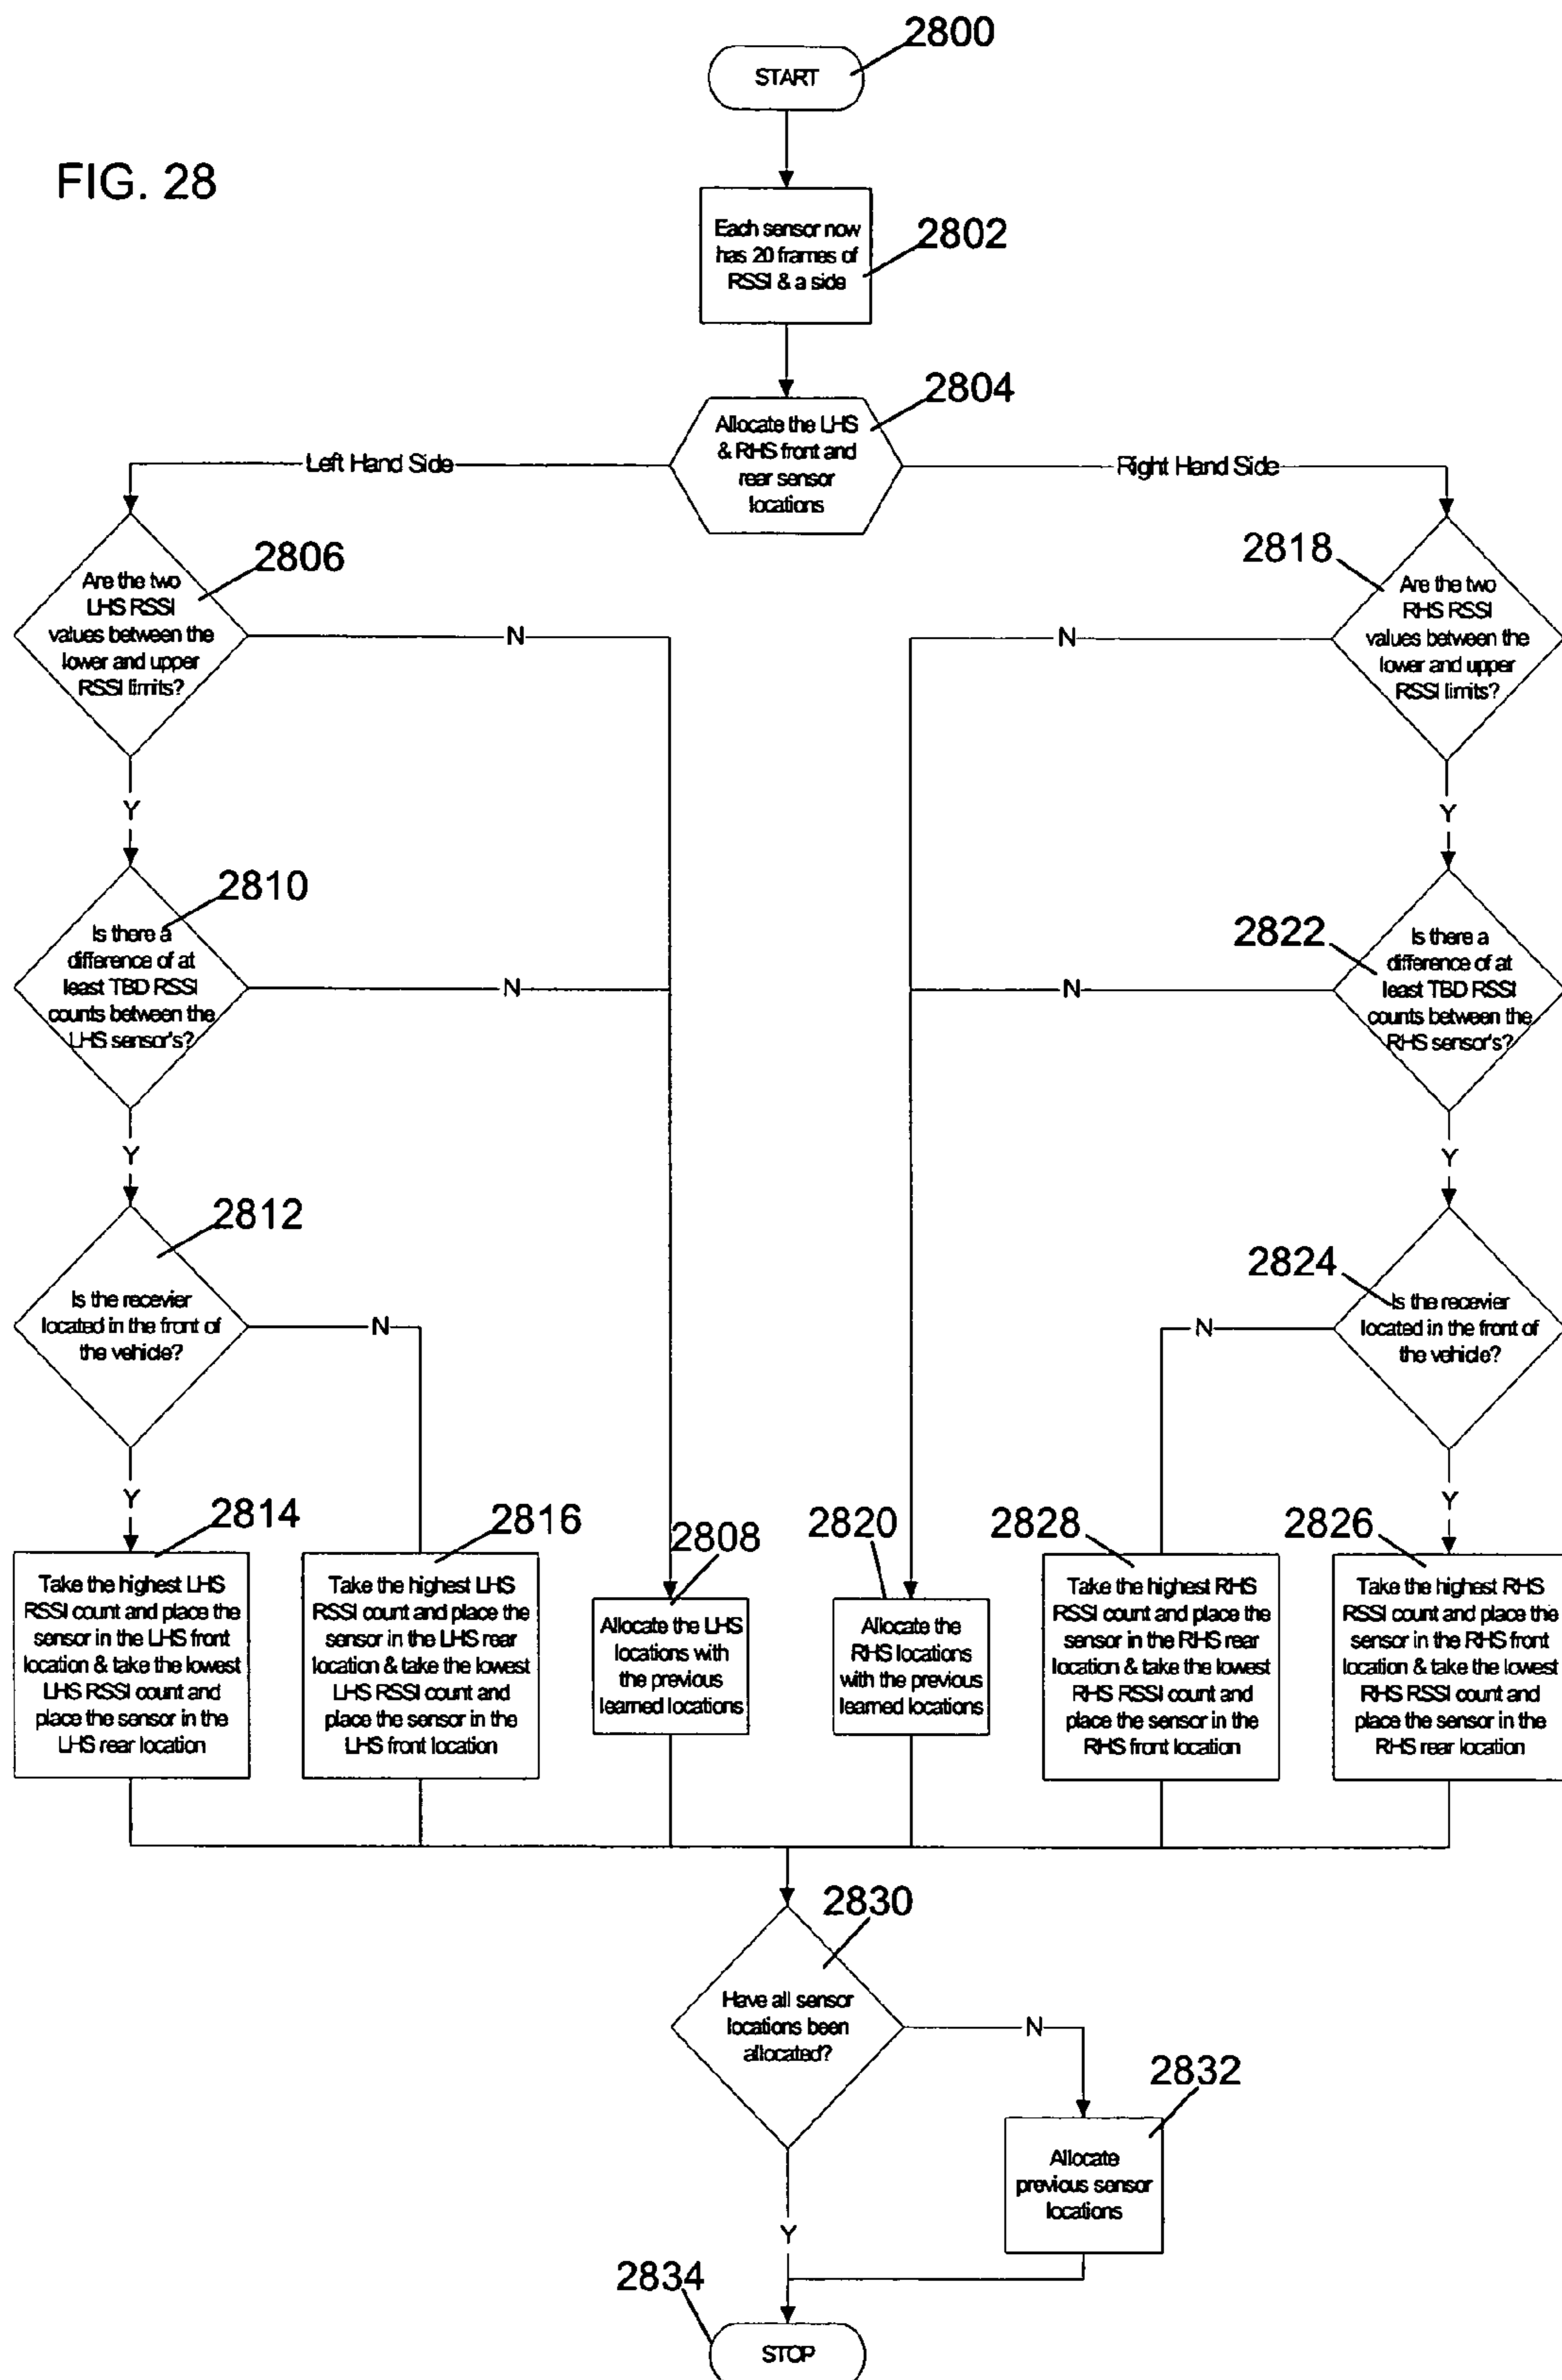 2800
START
FIG. 28
Each sensor now
has 20 frames of
RSSI & a side
2802
2804
Allocate the LHS
& RHS front and
rear sensor
locations
Left Hand Side
Right Hand Side
2806
Are the two
LHS RSSI
values between the
lower and upper
RSSI limits?
N
Y
2818
Are the two
RHS RSSI
values between the
lower and upper
RSSI limits?
N
Y
2810
Is there a
difference of at
least TBD RSSI
counts between the
LHS sensor's?
N
Y
2822
Is there a
difference of at
least TBD RSSI
counts between the
RHS sensor's?
N
Y
2812
Is the recevier
located in the front of
the vehicle?
N
Y
2824
Is the recevier
located in the front of
the vehicle?
N
Y
2814
Take the highest LHS
RSSI count and place the
sensor in the LHS front
location & take the lowest
LHS RSSI count and
place the sensor in the
LHS rear location
2816
Take the highest LHS
RSSI count and place the
sensor in the LHS rear
location & take the lowest
LHS RSSI count and
place the sensor in the
LHS front location
2808
Allocate the LHS
locations with
the previous
learned locations
2820
Allocate the
RHS locations
with the previous
learned locations
2828
Take the highest RHS
RSSI count and place the
sensor in the RHS rear
location & take the lowest
RHS RSSI count and
place the sensor in the
RHS front location
2826
Take the highest RHS
RSSI count and place the
sensor in the RHS front
location & take the lowest
RHS RSSI count and
place the sensor in the
RHS rear location
2830
Have all sensor
locations been
allocated?
N
Y
2832
Allocate
previous sensor
locations
2834
STOP